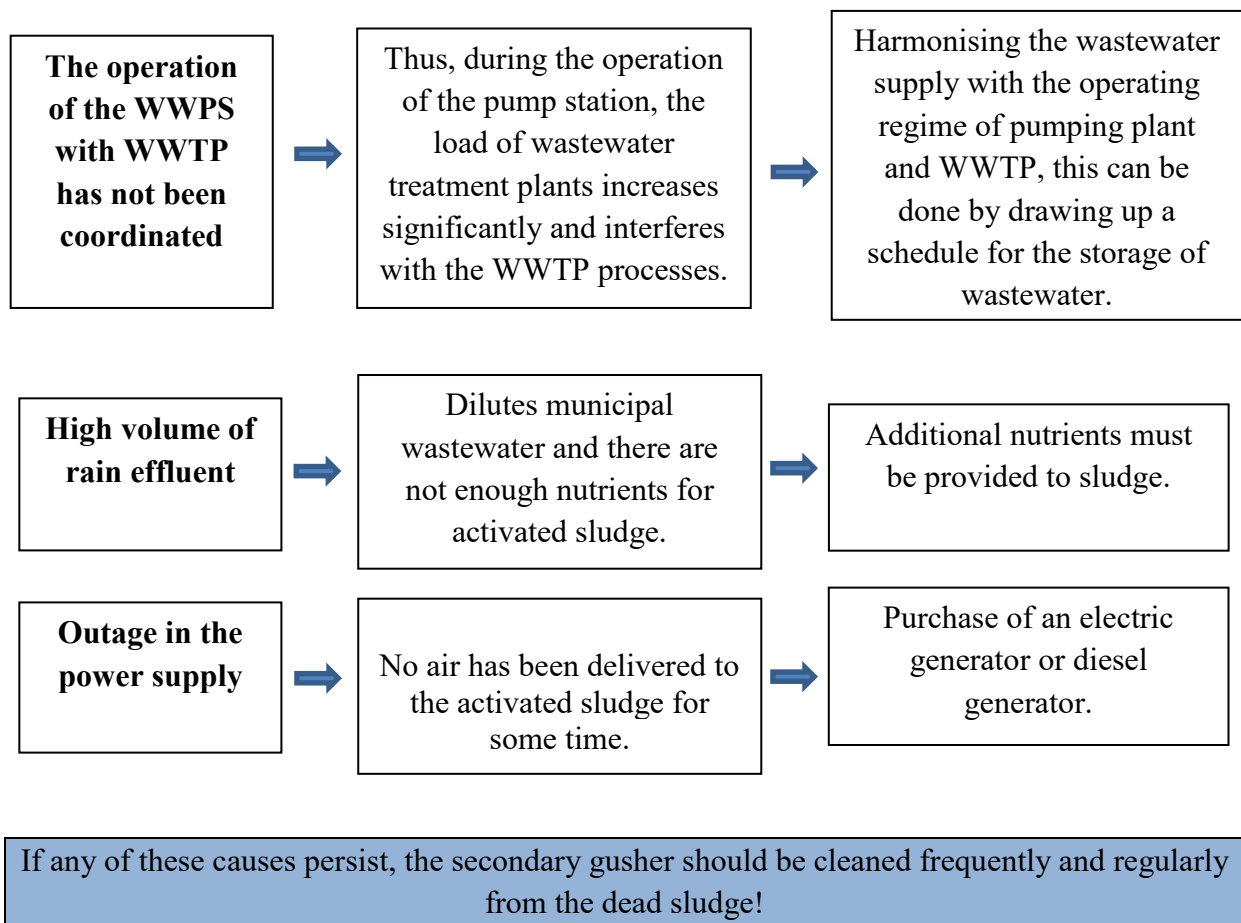 The operation
of the WWPS
with WWTP
has not been
coordinated
Thus, during the operation
of the pump station, the
load of wastewater
treatment plants increases
significantly and interferes
with the WWTP processes.
Harmonising the wastewater
supply with the operating
regime of pumping plant
and WWTP, this can be
done by drawing up a
schedule for the storage of
wastewater.
High volume of
rain effluent
Dilutes municipal
wastewater and there are
not enough nutrients for
activated sludge.
Additional nutrients must
be provided to sludge.
Outage in the
power supply
No air has been delivered to
the activated sludge for
some time.
Purchase of an electric
generator or diesel
generator.
If any of these causes persist, the secondary gusher should be cleaned frequently and regularly
from the dead sludge!